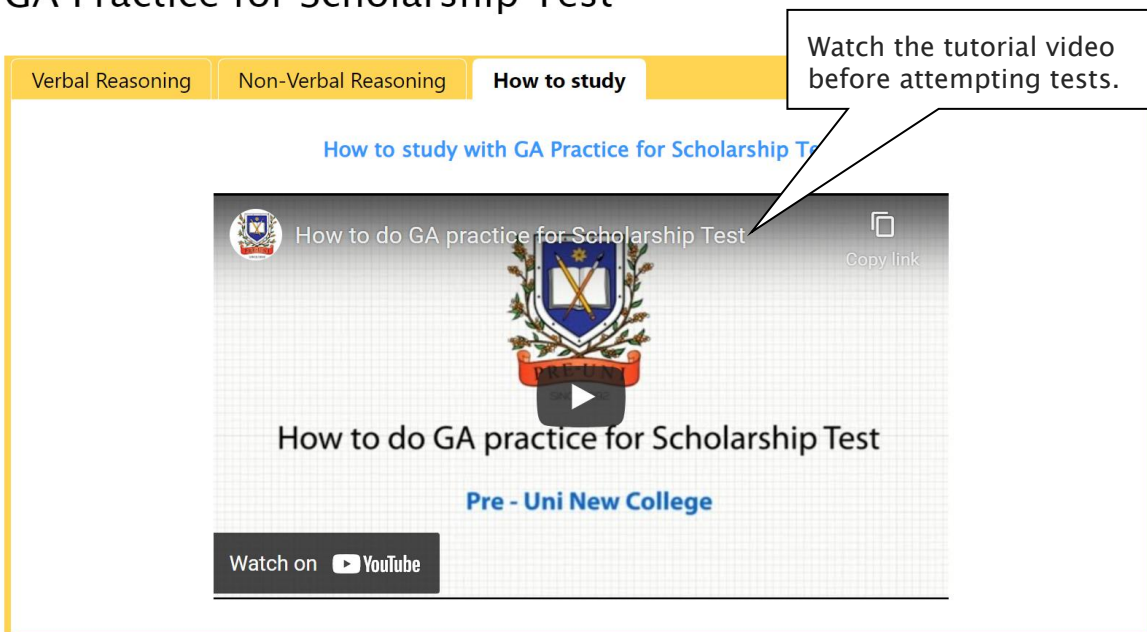 GA Practice for Scholarship Test
Watch the tutorial video
before attempting tests.
Verbal Reasoning
Non-Verbal Reasoning
How to study
How to study with GA Practice for Scholarship
How to do GA practice for Scholarship Test
Copy link
PRE-UNI
How to do GA practice for Scholarship Test
Pre - Uni New College
Watch on YouTube